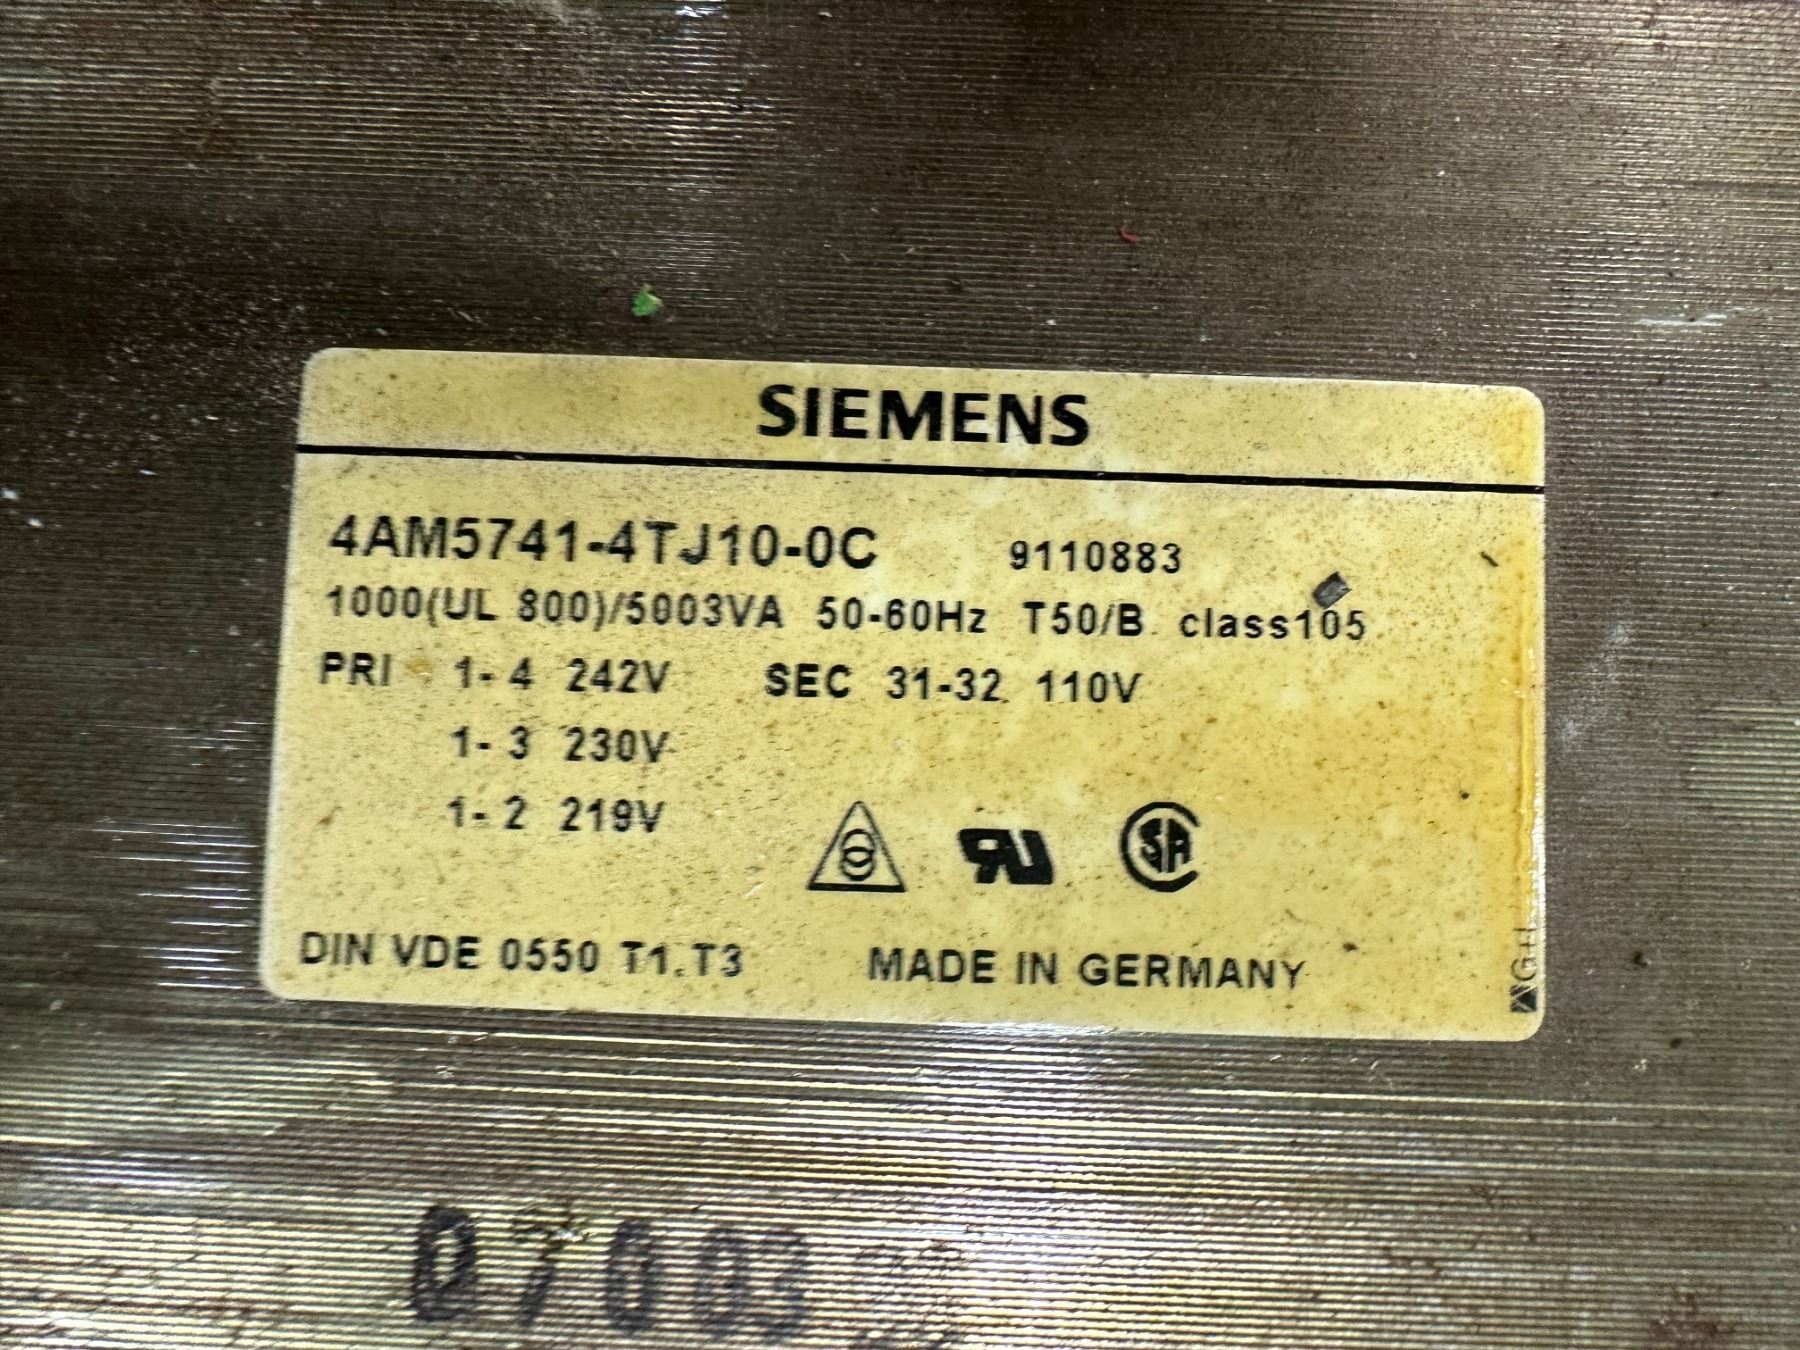 SIEMENS
4AM5741-4TJ10-0C 9110883
1000(UL 800)/5003VA 50-60Hz T50/B class105
PRI 1-4 242V SEC 31-32 110V
1-3 230V
1-2 219V
DIN VDE 0550 T1.T3 MADE IN GERMANY